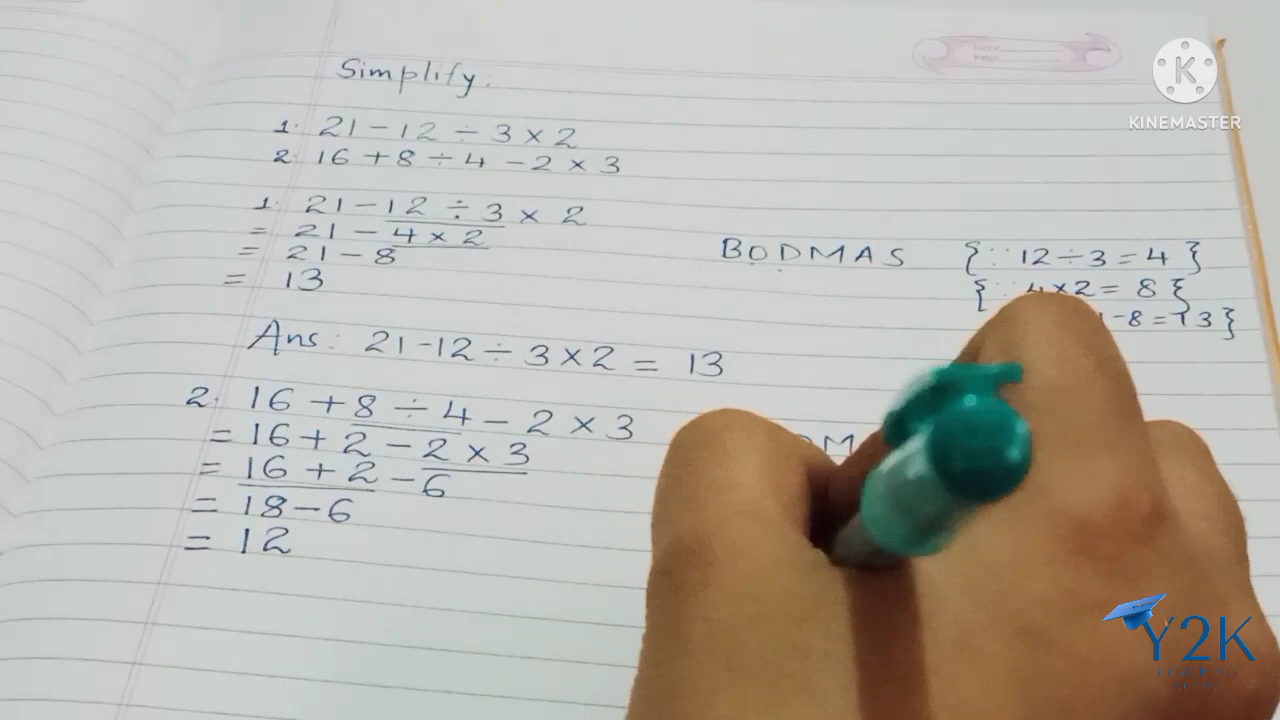 Simplify:
1. 21 - 12 ÷ 3 × 2
2. 16 + 8 ÷ 4 - 2 × 3
1. 21 - 12 ÷ 3 × 2
= 21 - 4 × 2
= 21 - 8
= 13
BODMAS
{∵ 12 ÷ 3 = 4}
{∵ 4 × 2 = 8}
- 8 = 13}
Ans: 21 - 12 ÷ 3 × 2 = 13
2. 16 + 8 ÷ 4 - 2 × 3
= 16 + 2 - 2 × 3
= 16 + 2 - 6
= 18 - 6
= 12
KINEMASTER
Y2K